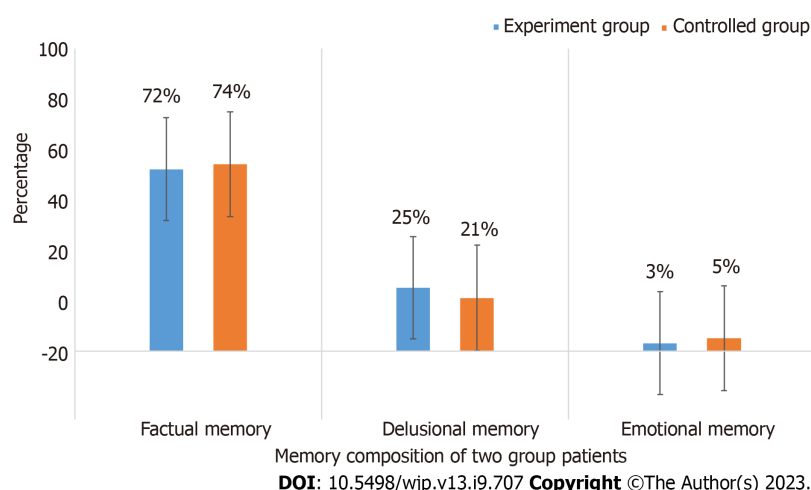 Experiment group Controlled group
100
80
60
40
20
0
-20
Percentage
72% 74%
25% 21%
3% 5%
Factual memory Delusional memory Emotional memory
Memory composition of two group patients
DOI: 10.5498/wjp.v13.i9.707 Copyright ©The Author(s) 2023.